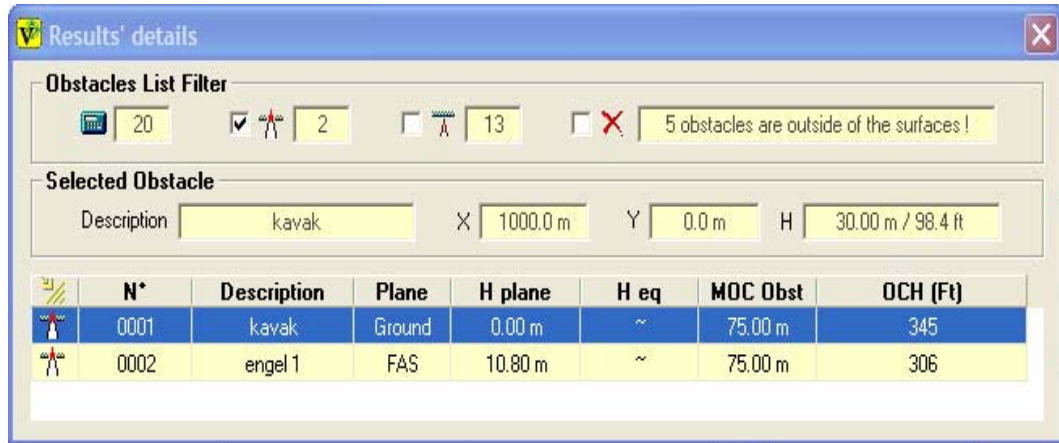 Results' details
Obstacles List Filter
20 2 13 5 obstacles are outside of the surfaces !
Selected Obstacle
Description kavak X 1000.0 m Y 0.0 m H 30.00 m / 98.4 ft
N° Description Plane H plane H eq MOC Obst OCH (Ft)
0001 kavak Ground 0.00 m ~ 75.00 m 345
0002 engel 1 FAS 10.80 m ~ 75.00 m 306